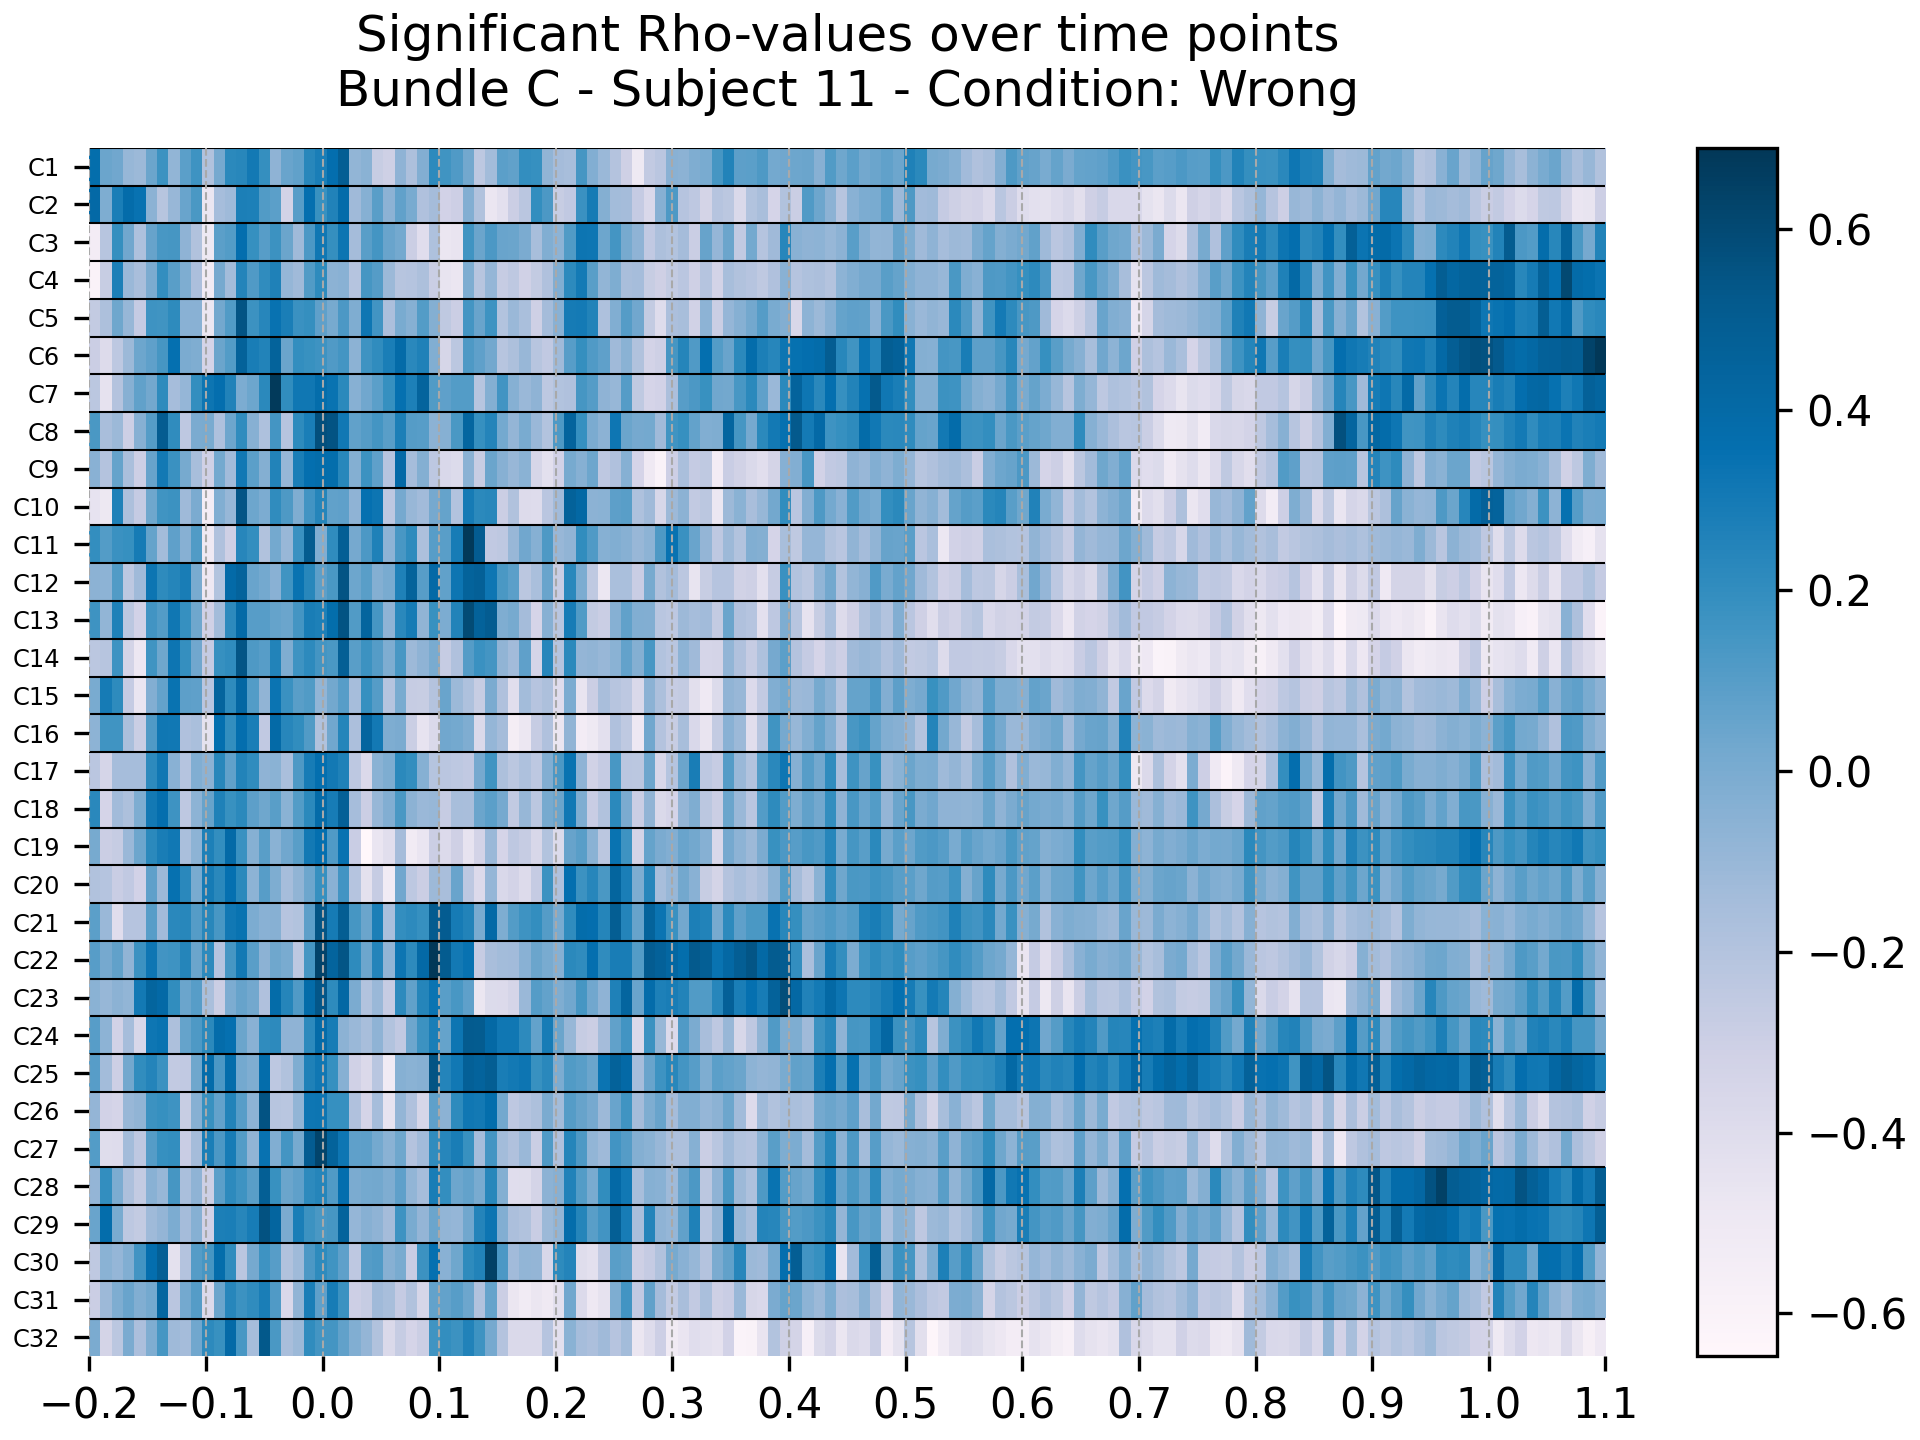 Significant Rho-values over time points
Bundle C - Subject 11 - Condition: Wrong
C1
C2
C3
C4
C5
C6
C7
C8
C9
C10
C11
C12
C13
C14
C15
C16
C17
C18
C19
C20
C21
C22
C23
C24
C25
C26
C27
C28
C29
C30
C31
C32
−0.2 −0.1 0.0 0.1 0.2 0.3 0.4 0.5 0.6 0.7 0.8 0.9 1.0 1.1
0.6
0.4
0.2
0.0
−0.2
−0.4
−0.6